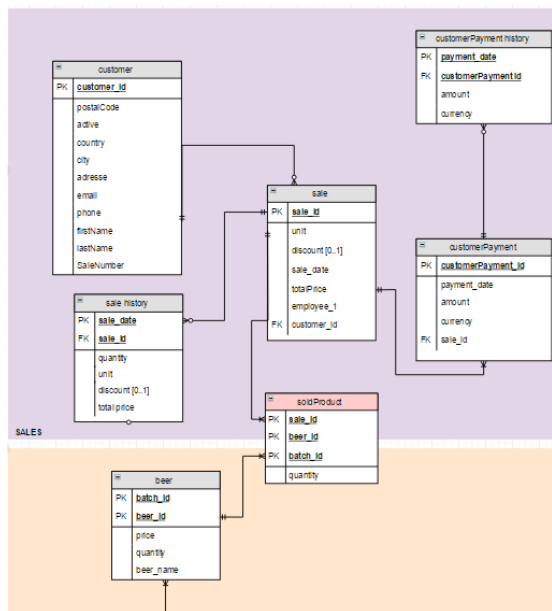 customerPayment history
PK payment_date
FK customerPaymentId
amount
currency
customer
PK customer_id
postalCode
active
country
city
adresse
email
phone
firstName
lastName
SaleNumber
sale
PK sale_id
unit
discount [0..1]
sale_date
totalPrice
employee_1
FK customer_id
customerPayment
PK customerPayment_id
payment_date
amount
currency
FK sale_id
sale history
PK sale_date
FK sale_id
quantity
unit
discount [0..1]
total price
soldProduct
PK sale_id
PK beer_id
PK batch_id
quantity
SALES
beer
PK batch_id
PK beer_id
price
quantity
beer_name